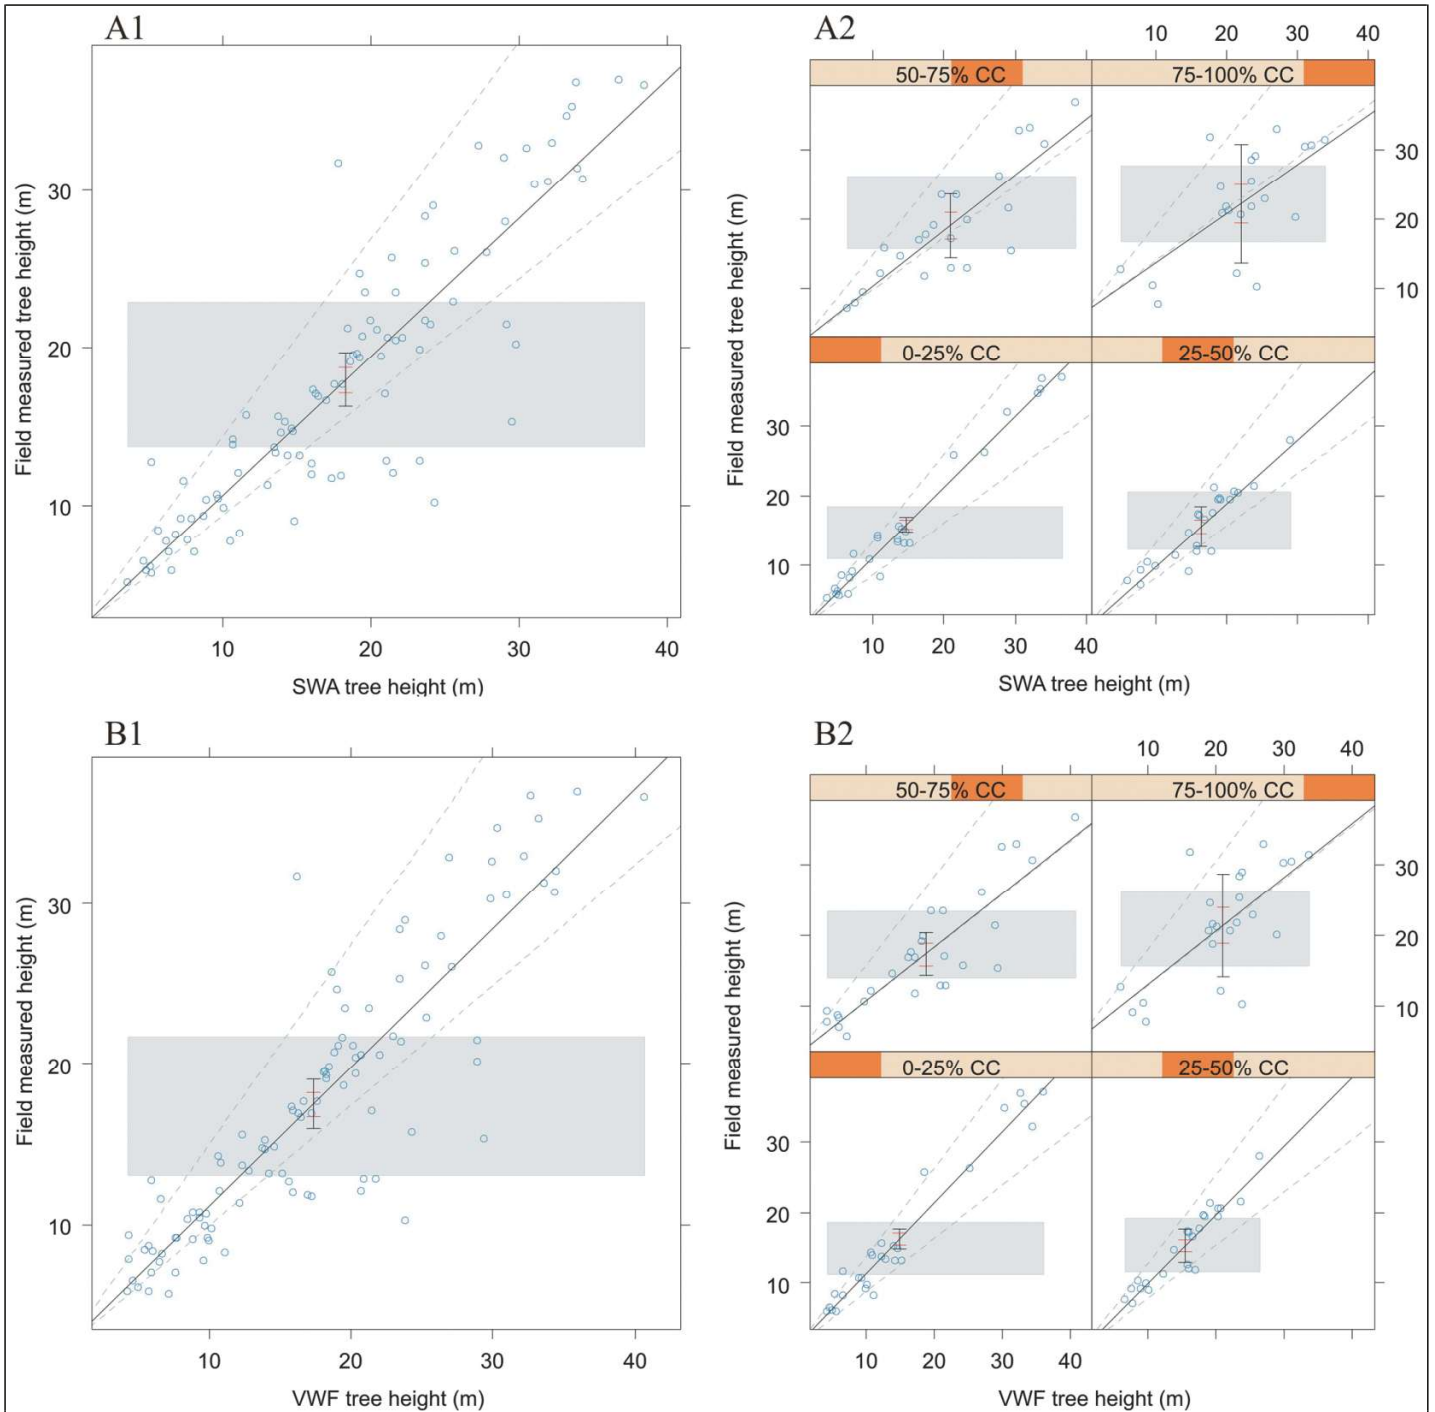 A1
A2
10 20 30 40
50-75% CC
75-100% CC
30
20
10
Field measured tree height (m)
30
20
10
Field measured tree height (m)
0-25% CC
25-50% CC
30
20
10
10 20 30 40
SWA tree height (m)
10 20 30 40
10 20 30 40
SWA tree height (m)
B1
B2
10 20 30 40
50-75% CC
75-100% CC
30
20
10
Field measured height (m)
30
20
10
Field measured height (m)
0-25% CC
25-50% CC
30
20
10
10 20 30 40
VWF tree height (m)
10 20 30 40
VWF tree height (m)